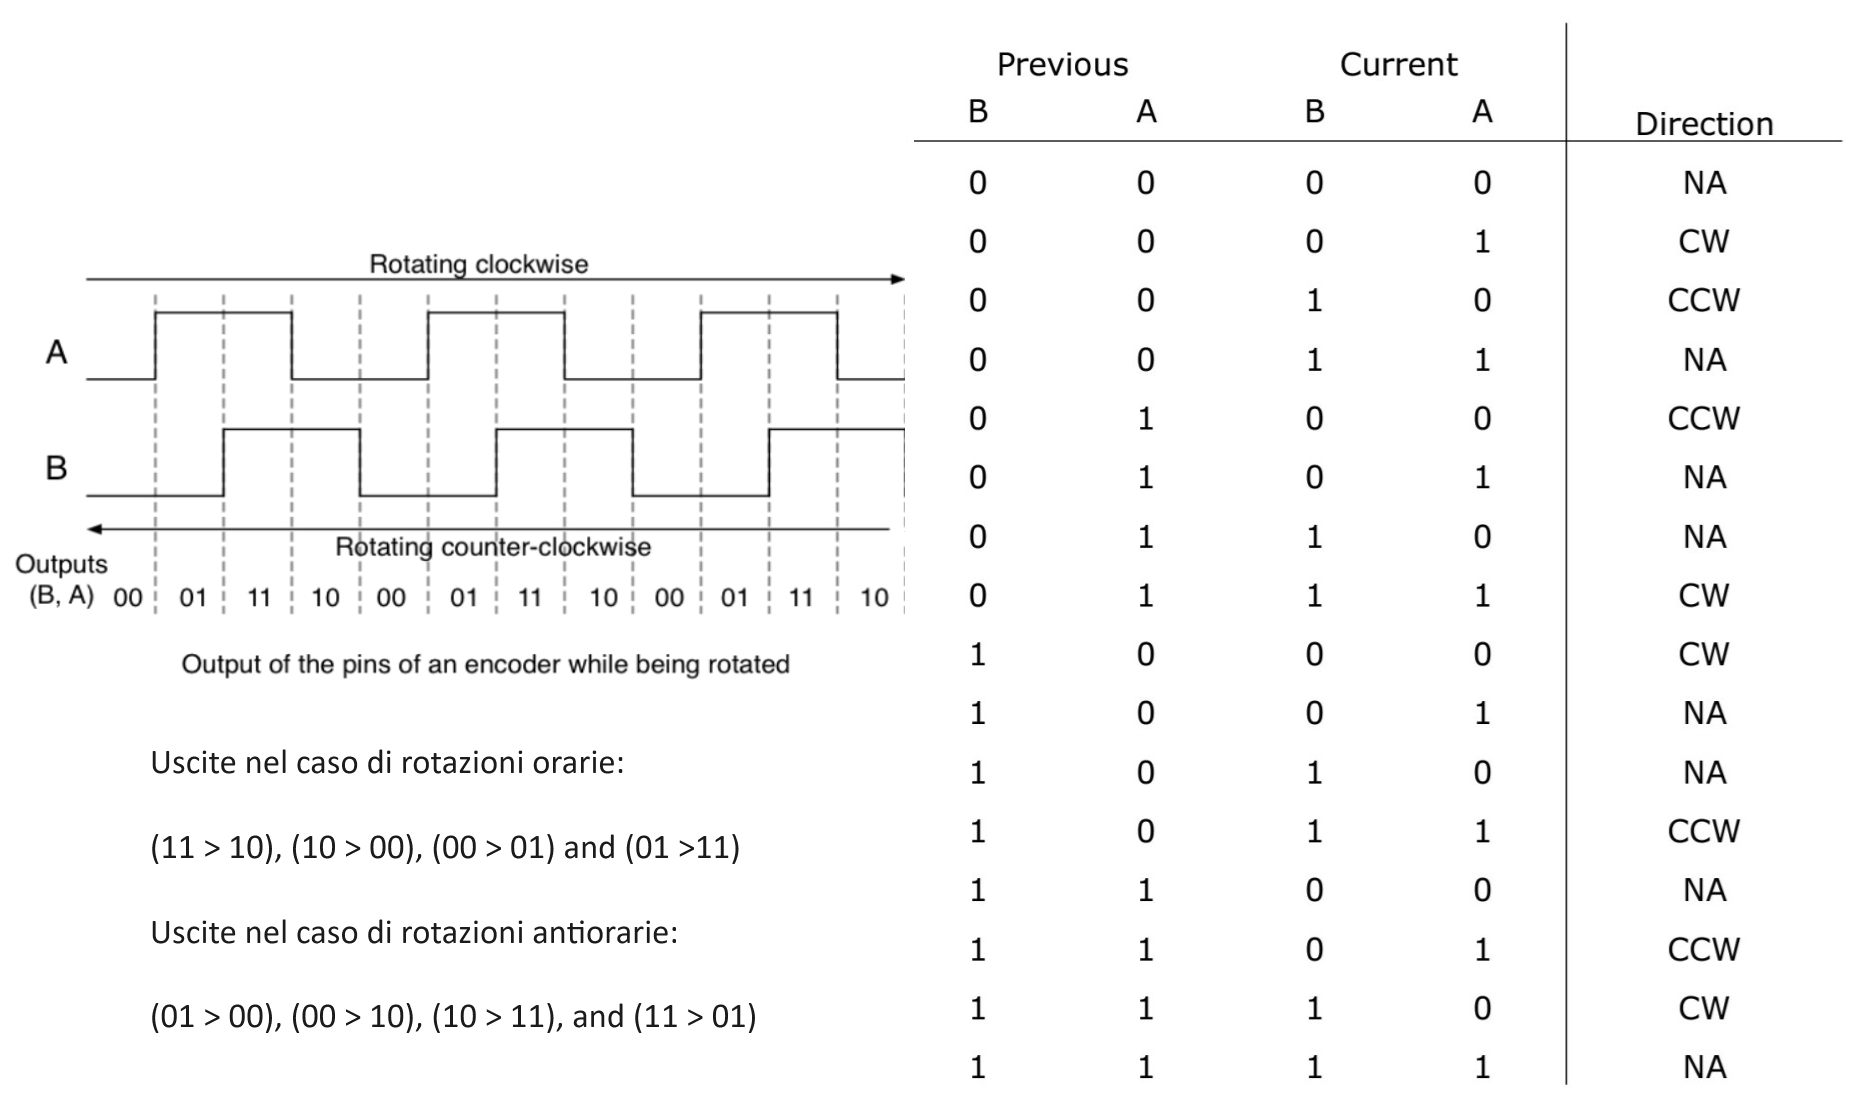 Rotating clockwise
A
B
Rotating counter-clockwise
Outputs
(B, A) 00 01 11 10 00 01 11 10 00 01 11 10
Output of the pins of an encoder while being rotated
Uscite nel caso di rotazioni orarie:
(11 > 10), (10 > 00), (00 > 01) and (01 >11)
Uscite nel caso di rotazioni antiorarie:
(01 > 00), (00 > 10), (10 > 11), and (11 > 01)
Previous Current
B A B A Direction
0 0 0 0 NA
0 0 0 1 CW
0 0 1 0 CCW
0 0 1 1 NA
0 1 0 0 CCW
0 1 0 1 NA
0 1 1 0 NA
0 1 1 1 CW
1 0 0 0 CW
1 0 0 1 NA
1 0 1 0 NA
1 0 1 1 CCW
1 1 0 0 NA
1 1 0 1 CCW
1 1 1 0 CW
1 1 1 1 NA